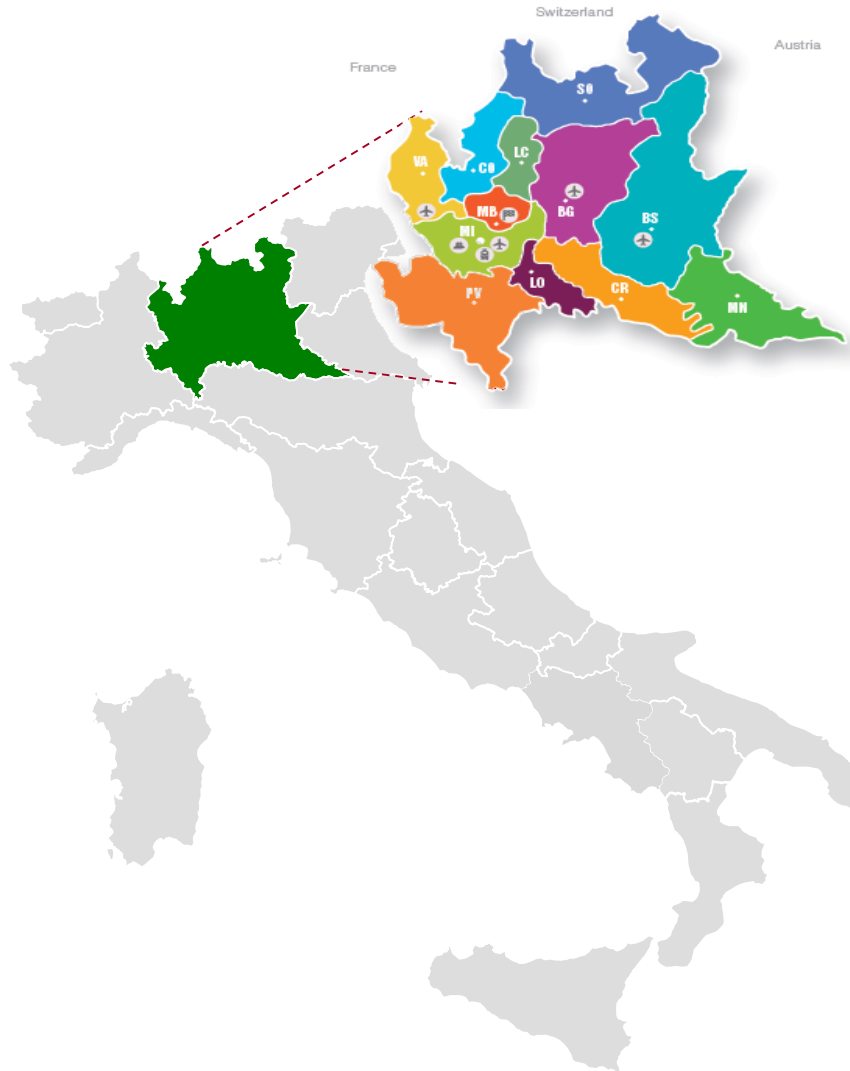 Switzerland
Austria
France
SO
VA
CO
LC
BG
MB
MI
BS
LO
PV
CR
MN